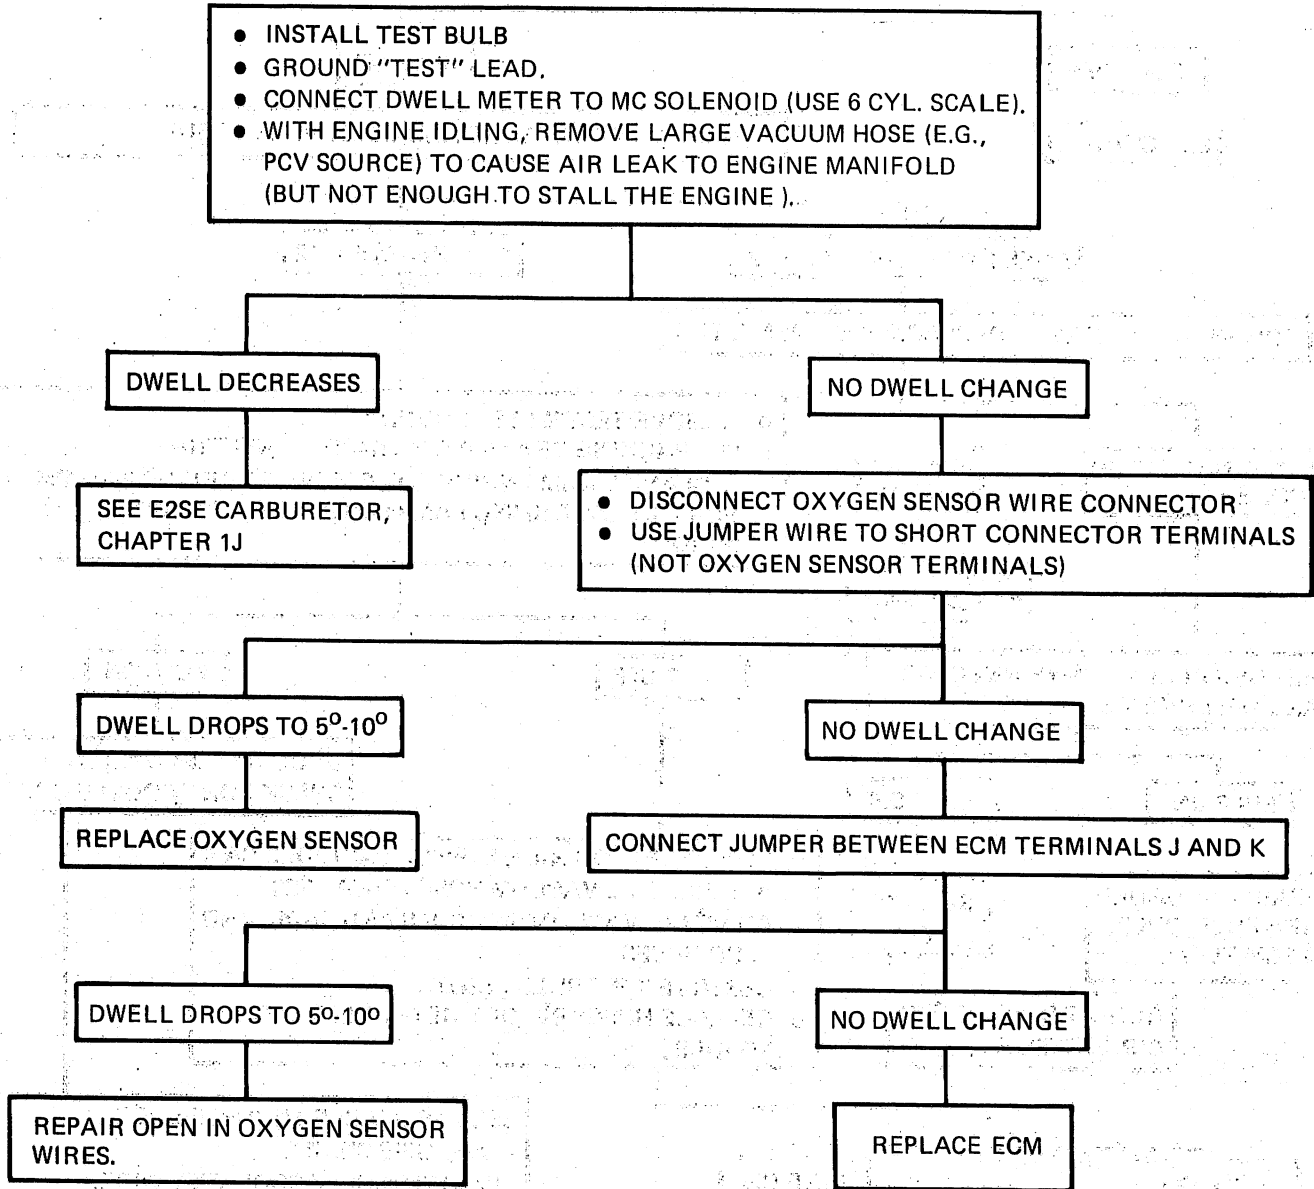 ● INSTALL TEST BULB
● GROUND "TEST" LEAD.
● CONNECT DWELL METER TO MC SOLENOID (USE 6 CYL. SCALE).
● WITH ENGINE IDLING, REMOVE LARGE VACUUM HOSE (E.G.,
PCV SOURCE) TO CAUSE AIR LEAK TO ENGINE MANIFOLD
(BUT NOT ENOUGH TO STALL THE ENGINE ).
DWELL DECREASES
NO DWELL CHANGE
SEE E2SE CARBURETOR,
CHAPTER 1J
● DISCONNECT OXYGEN SENSOR WIRE CONNECTOR
● USE JUMPER WIRE TO SHORT CONNECTOR TERMINALS
(NOT OXYGEN SENSOR TERMINALS)
DWELL DROPS TO 5º-10º
NO DWELL CHANGE
REPLACE OXYGEN SENSOR
CONNECT JUMPER BETWEEN ECM TERMINALS J AND K
DWELL DROPS TO 5º-10º
NO DWELL CHANGE
REPAIR OPEN IN OXYGEN SENSOR
WIRES.
REPLACE ECM